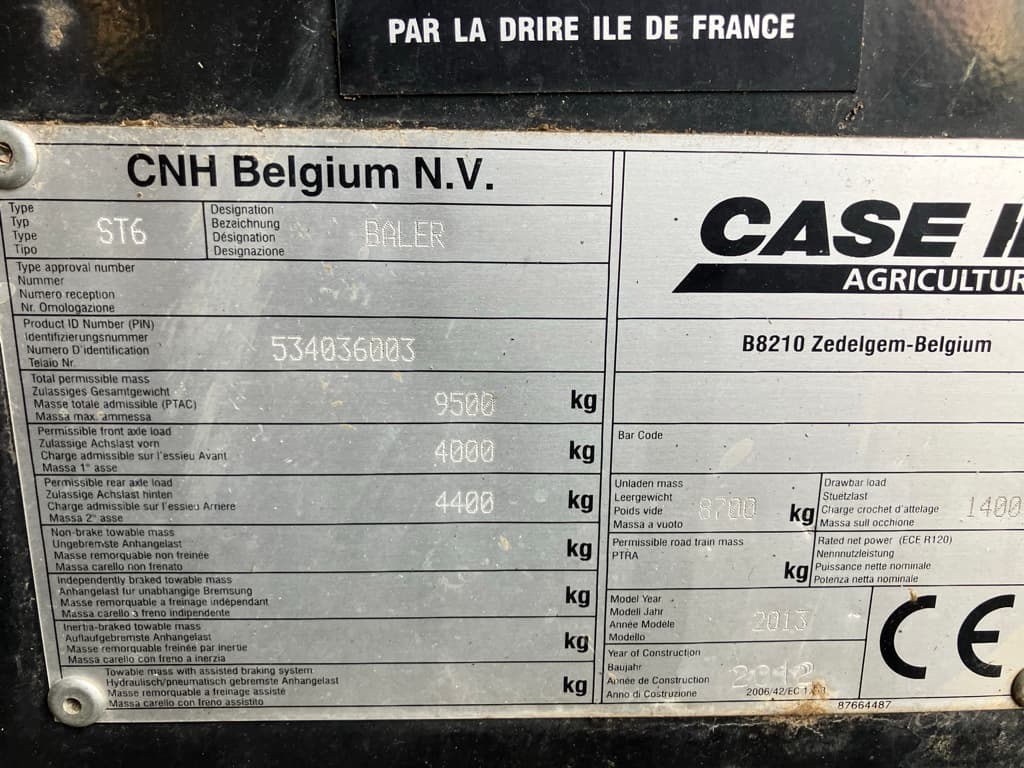 PAR LA DRIRE ILE DE FRANCE
CNH Belgium N.V.
Type
Typ
Type
Tipo
ST6
Designation
Bezeichnung
Désignation
Designazione
BALER
Type approval number
Nummer
Numero reception
Nr. Omologazione
Product ID Number (PIN)
Identifizierungsnummer
Numero D'identification
Telaio Nr.
534036003
Total permissible mass
Zulassiges Gesamtgewicht
Masse totale admissible (PTAC)
Massa max. ammessa
9500 kg
Permissible front axle load
Zulassige Achslast vorn
Charge admissible sur l'essieu Avant
Massa 1° asse
4000 kg
Permissible rear axle load
Zulassige Achslast hinten
Charge admissible sur l'essieu Arriere
Massa 2° asse
4400 kg
Non-brake towable mass
Ungebremste Anhangelast
Masse remorquable non freinée
Massa carello non frenato
kg
Independently braked towable mass
Anhangelast fur unabhangige Bremsung
Masse remorquable a freinage indépendant
Massa carello a freno indipendente
kg
Inertia-braked towable mass
Auflaufgebremste Anhangelast
Masse remorquable freinée par inertie
Massa carello con freno a inerzia
kg
Towable mass with assisted braking system
Hydraulisch/pneumatisch gebremste Anhangelast
Masse remorquable a freinage assisté
Massa carello con freno assistito
kg
CASE
AGRICULTUR
B8210 Zedelgem-Belgium
Bar Code
Unladen mass
Leergewicht
Poids vide
Massa a vuoto
8700 kg
Drawbar load
Stuetzlast
Charge crochet d'attelage
Massa sull occhione
1400
Permissible road train mass
PTRA
kg
Rated net power (ECE R120)
Nennnutzleistung
Puissance nette nominale
Potenza netta nominale
Model Year
Modell Jahr
Année Modèle
Modello
2013
Year of Construction
Baujahr
Année de Construction
Anno di Costruzione
2012
2006/42/EC
CE
87664487